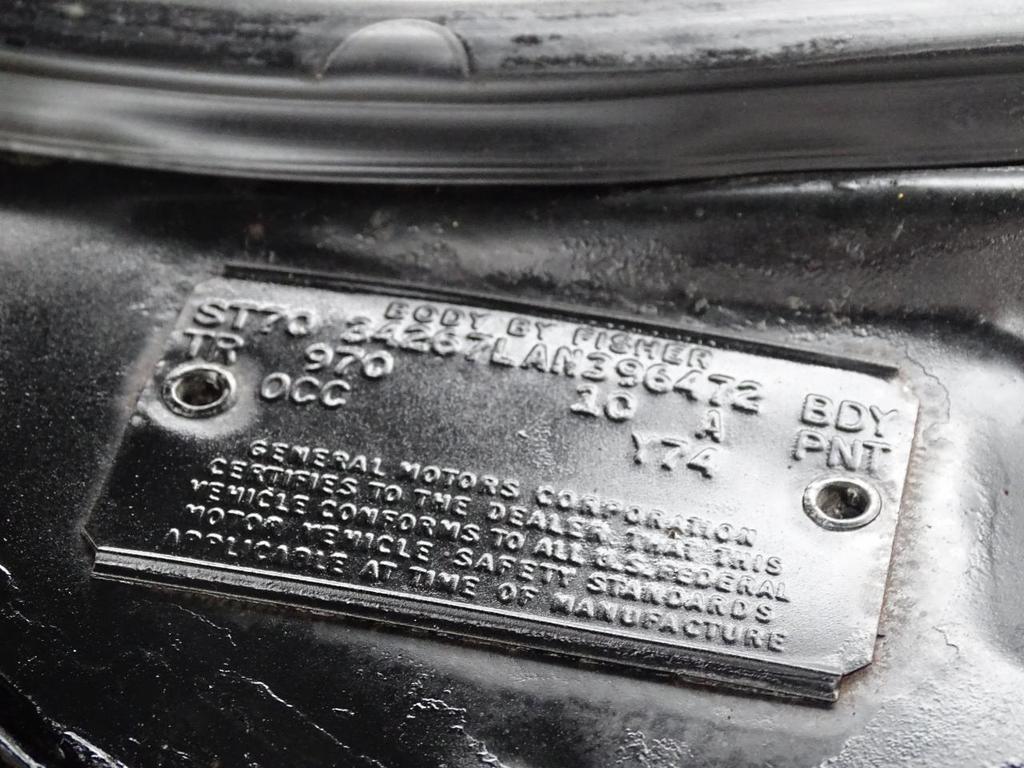 BODY BY FISHER
ST70 34267LAN396472 BDY
TR 970 10 A PNT
OCC Y74
GENERAL MOTORS CORPORATION
CERTIFIES TO THE DEALER THAT THIS
VEHICLE CONFORMS TO ALL U.S. FEDERAL
MOTOR VEHICLE SAFETY STANDARDS
APPLICABLE AT TIME OF MANUFACTURE